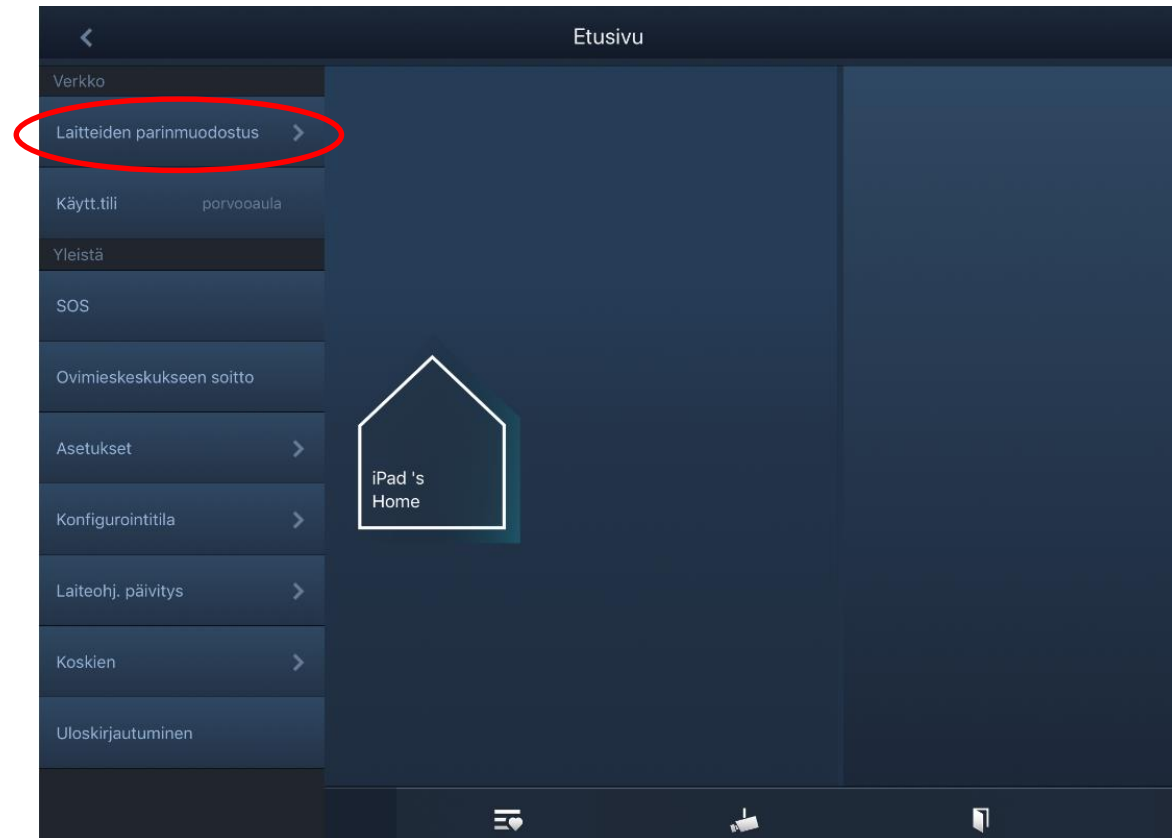 Etusivu
Verkko
Laitteiden parinmuodostus
Käytt.tili porvooaula
Yleistä
SOS
Ovimieskeskukseen soitto
Asetukset
Konfigurointitila
Laiteohj. päivitys
Koskien
Uloskirjautuminen
iPad 's
Home